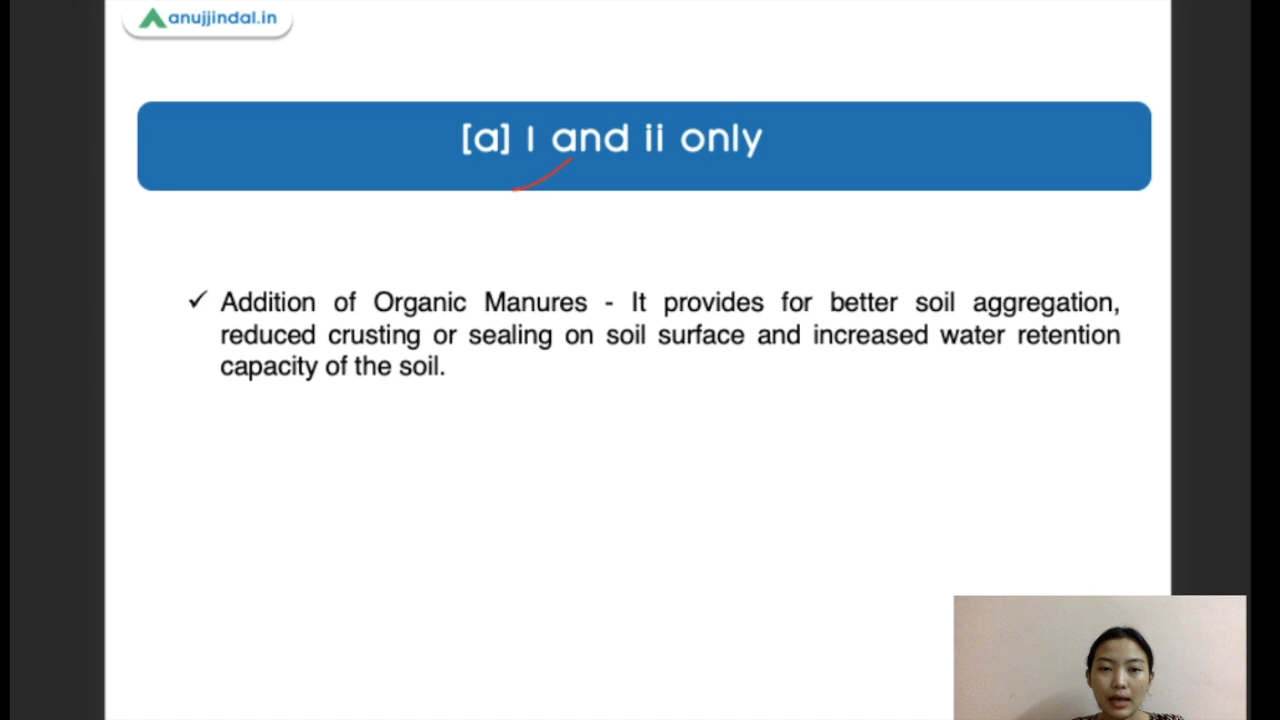 anujjindal.in
[a] I and ii only
✓ Addition of Organic Manures - It provides for better soil aggregation,
reduced crusting or sealing on soil surface and increased water retention
capacity of the soil.